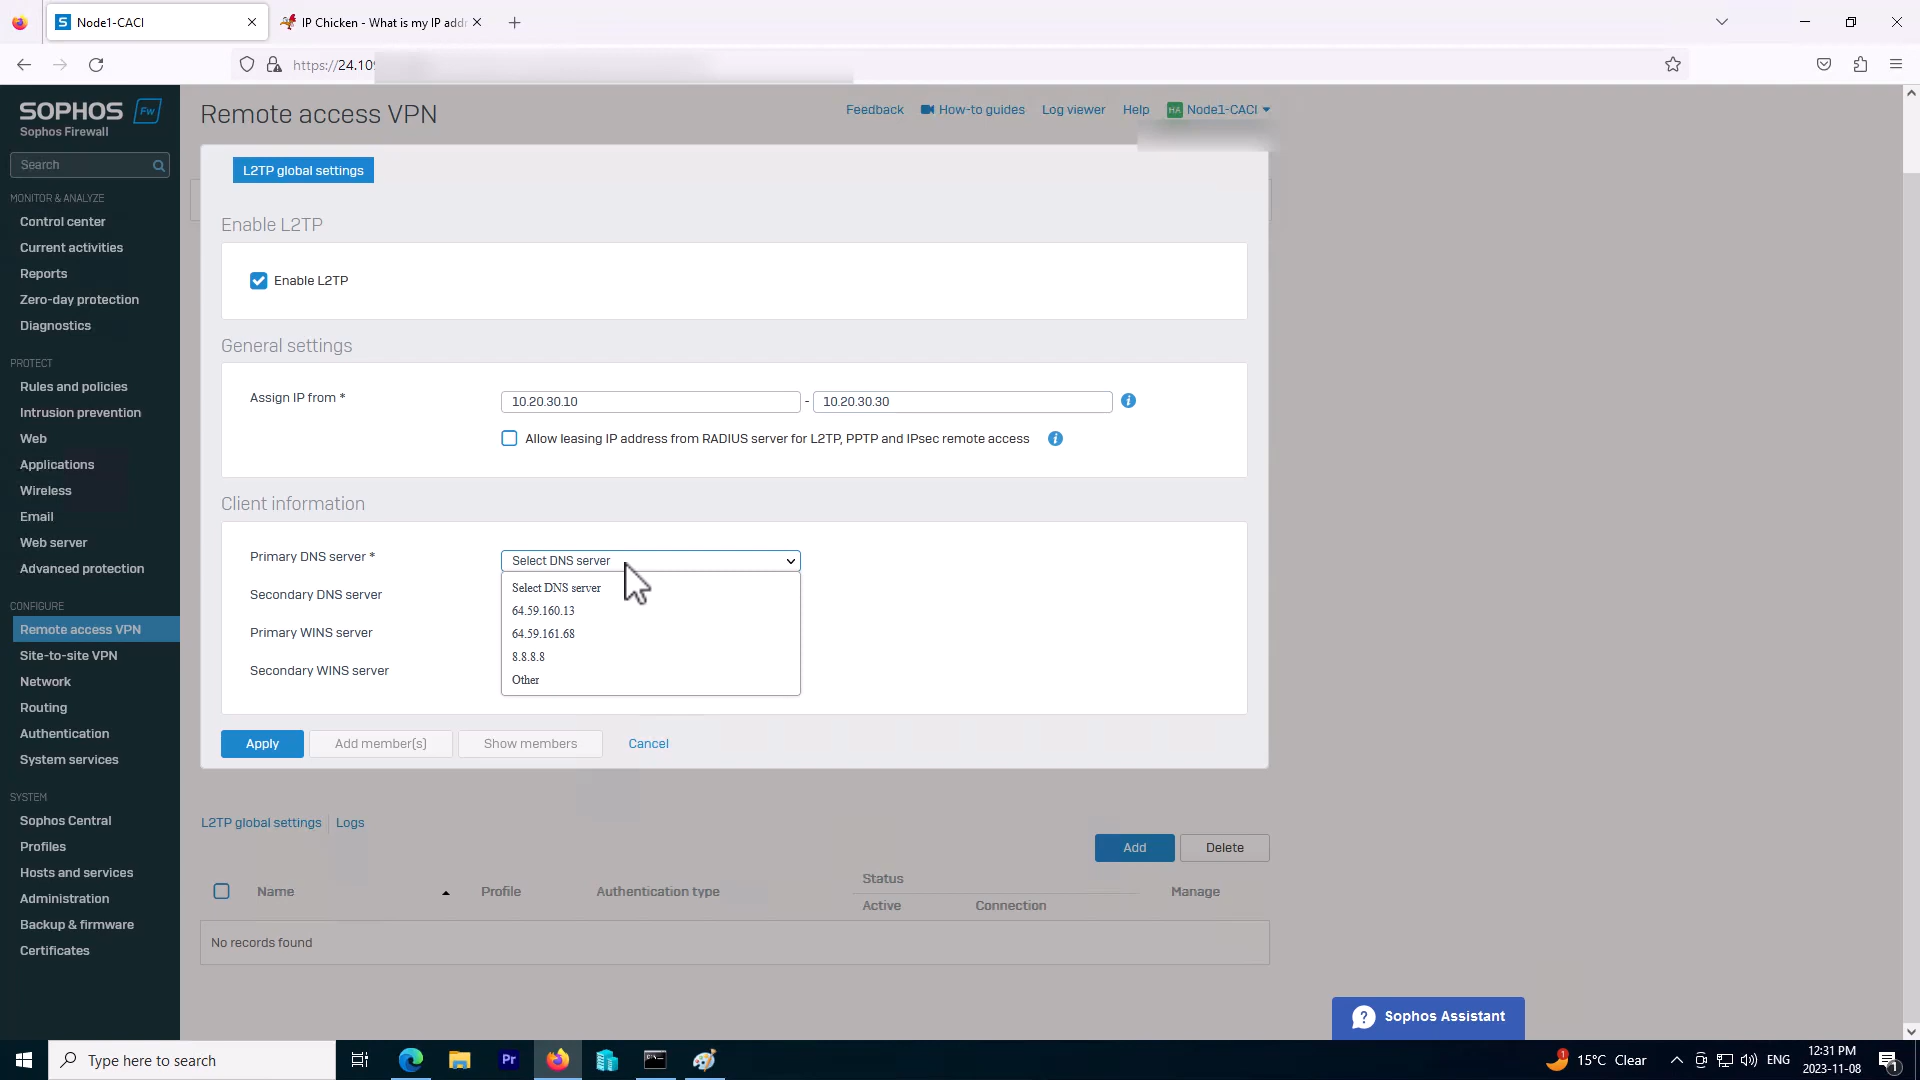 Node1-CACI
IP Chicken - What is my IP addr
https://24.109
SOPHOS Fw
Sophos Firewall
Search
MONITOR & ANALYZE
Control center
Current activities
Reports
Zero-day protection
Diagnostics
PROTECT
Rules and policies
Intrusion prevention
Web
Applications
Wireless
Email
Web server
Advanced protection
CONFIGURE
Remote access VPN
Site-to-site VPN
Network
Routing
Authentication
System services
SYSTEM
Sophos Central
Profiles
Hosts and services
Administration
Backup & firmware
Certificates
Remote access VPN
Feedback How-to guides Log viewer Help HA Node1-CACI
L2TP global settings
Enable L2TP
Enable L2TP
General settings
Assign IP from * 10.20.30.10 - 10.20.30.30
Allow leasing IP address from RADIUS server for L2TP, PPTP and IPsec remote access
Client information
Primary DNS server * Select DNS server
Select DNS server
64.59.160.13
64.59.161.68
8.8.8.8
Other
Secondary DNS server
Primary WINS server
Secondary WINS server
Apply Add member(s) Show members Cancel
L2TP global settings Logs
Add Delete
Name Profile Authentication type Status Manage
Active Connection
No records found
? Sophos Assistant
Type here to search
Pr
1 15°C Clear ENG
12:31 PM
2023-11-08
1